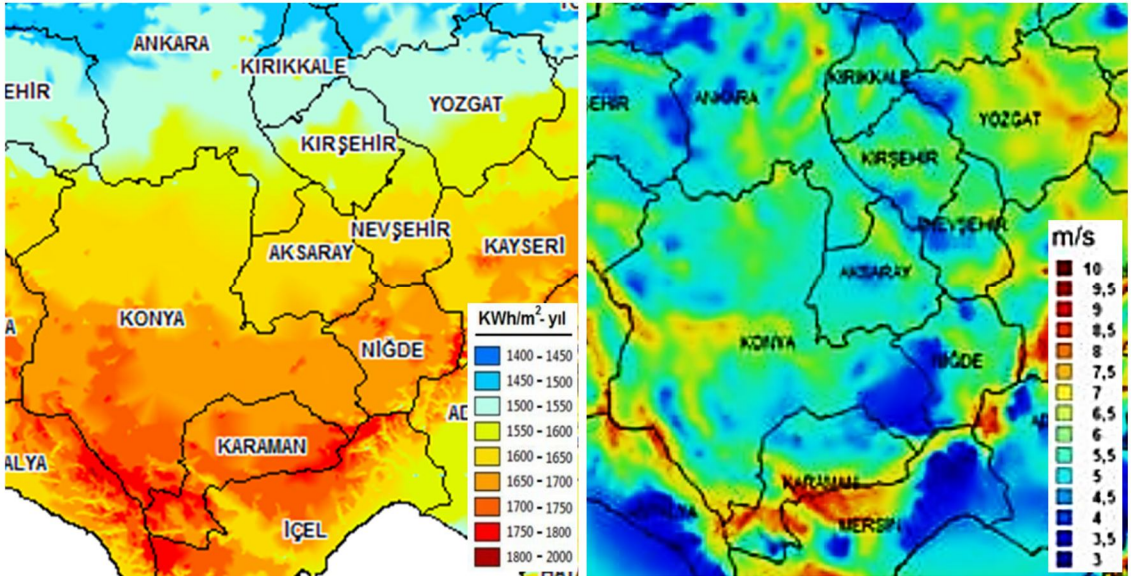 ANKARA
KIRIKKALE
EHİR
YOZGAT
KIRŞEHİR
NEVŞEHİR
AKSARAY
KAYSERİ
KONYA
NİĞDE
A
AD
KARAMAN
ALYA
İÇEL
KWh/m²- yıl
1400 - 1450
1450 - 1500
1500 - 1550
1550 - 1600
1600 - 1650
1650 - 1700
1700 - 1750
1750 - 1800
1800 - 2000
KIRIKKALE
ŞEHİR
ANKARA
YOZGAT
KIRŞEHİR
NEVŞEHİR
AKSARAY
KONYA
NİĞDE
KARAMAN
MERSİN
m/s
10
9,5
9
8,5
8
7,5
7
6,5
6
5,5
5
4,5
4
3,5
3